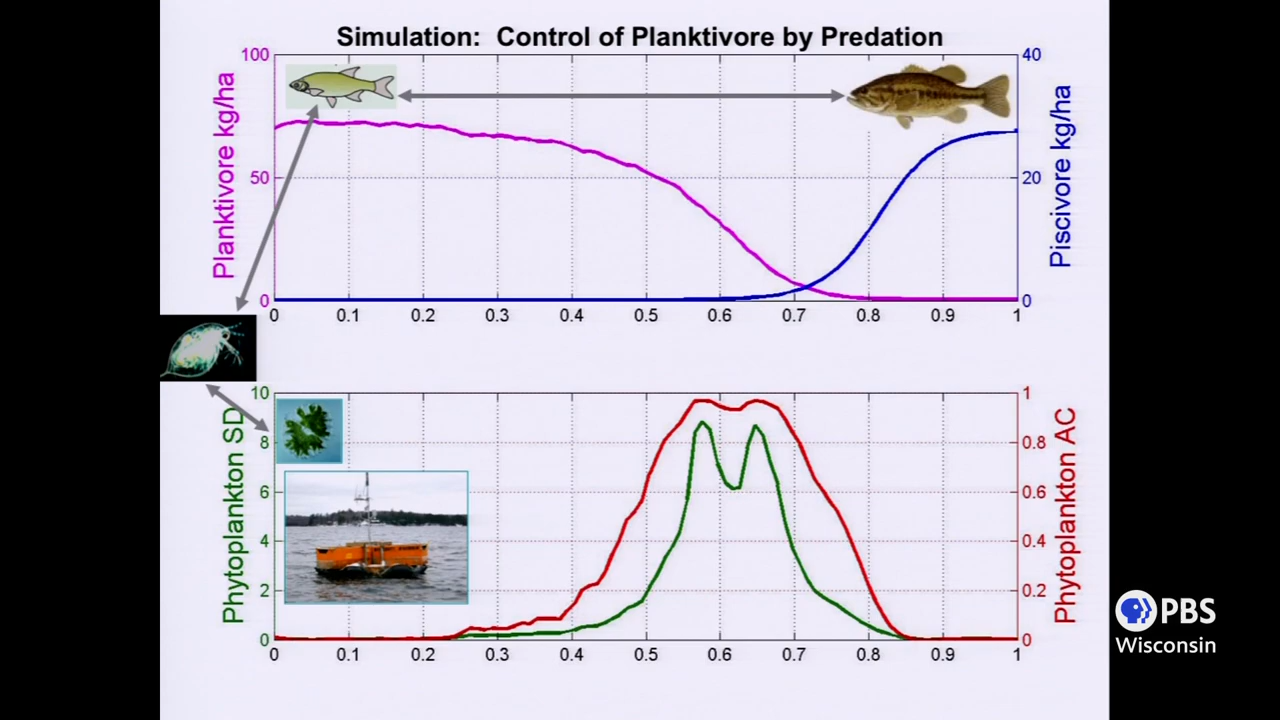 Simulation: Control of Planktivore by Predation
100
50
0
Planktivore kg/ha
40
20
0
Piscivore kg/ha
0 0.1 0.2 0.3 0.4 0.5 0.6 0.7 0.8 0.9 1
10
8
6
4
2
0
Phytoplankton SD
1
0.8
0.6
0.4
0.2
0
Phytoplankton AC
0 0.1 0.2 0.3 0.4 0.5 0.6 0.7 0.8 0.9 1
PBS
Wisconsin